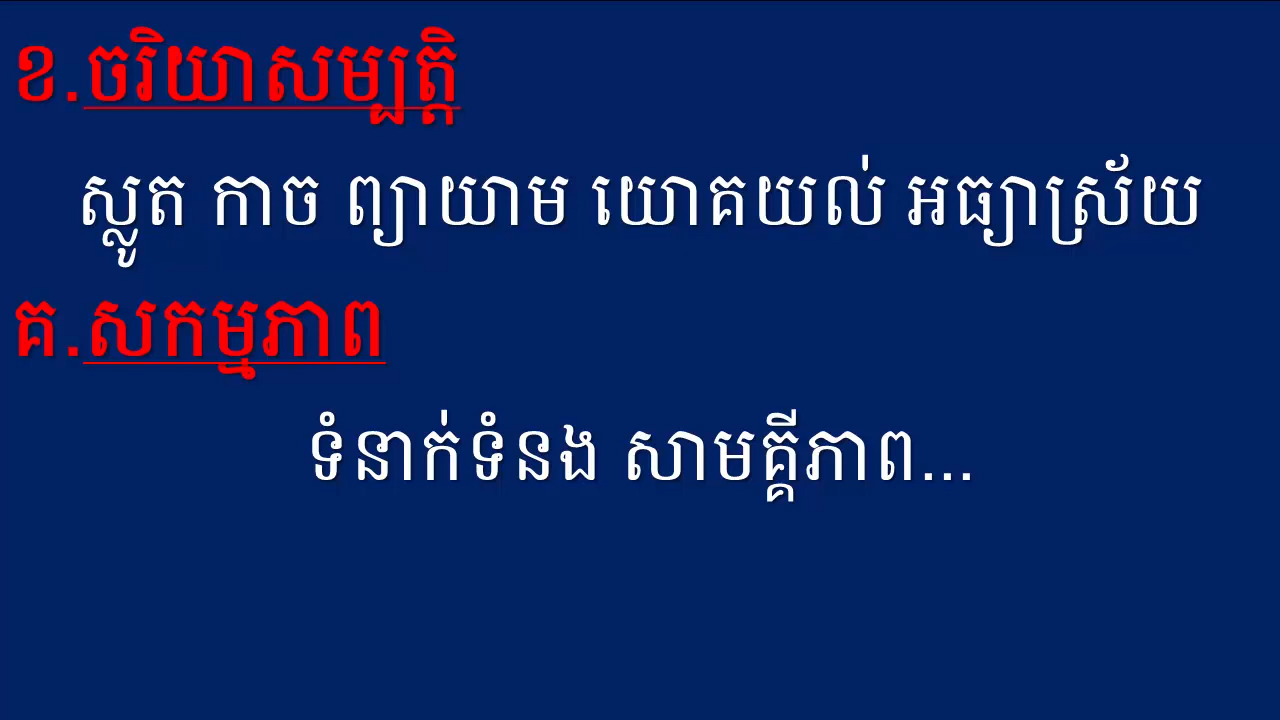 ខ.ចរិយាសម្បត្តិ
ស្លូត កាច ព្យាយាម យោគយល់ អធ្យាស្រ័យ
គ.សកម្មភាព
ទំនាក់ទំនង សាមគ្គីភាព...